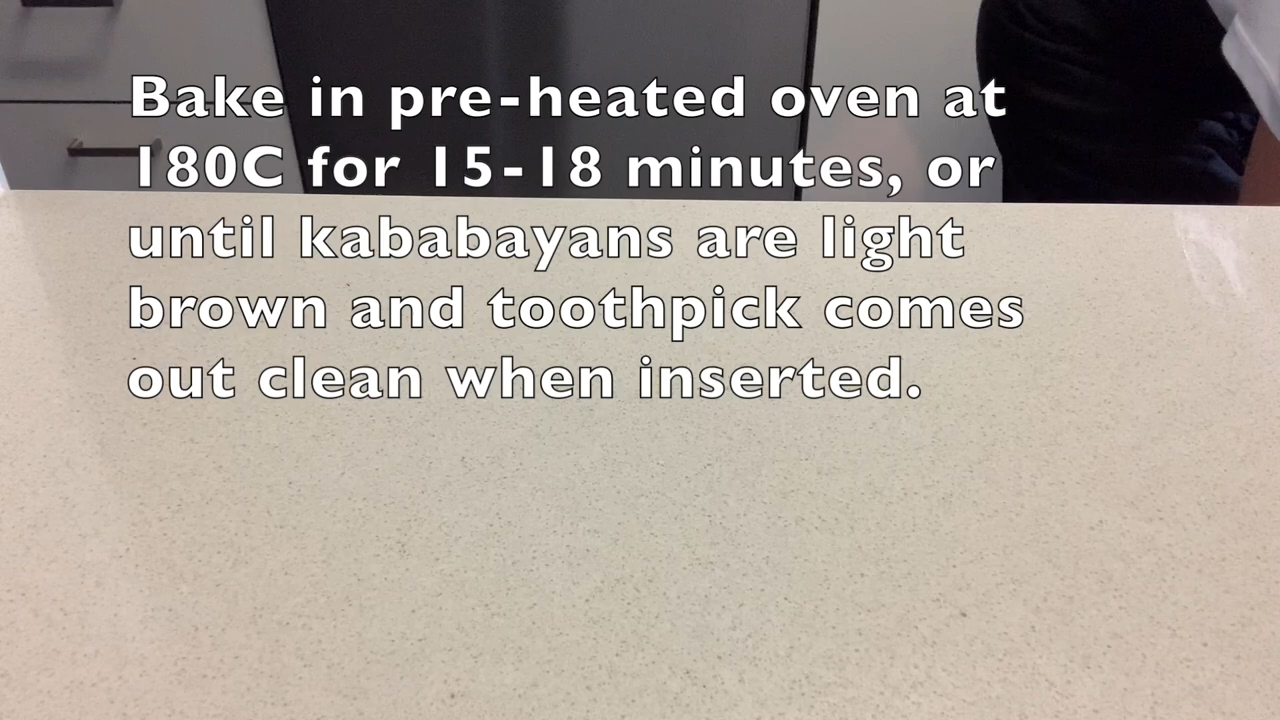 Bake in pre-heated oven at
180C for 15-18 minutes, or
until kababayans are light
brown and toothpick comes
out clean when inserted.